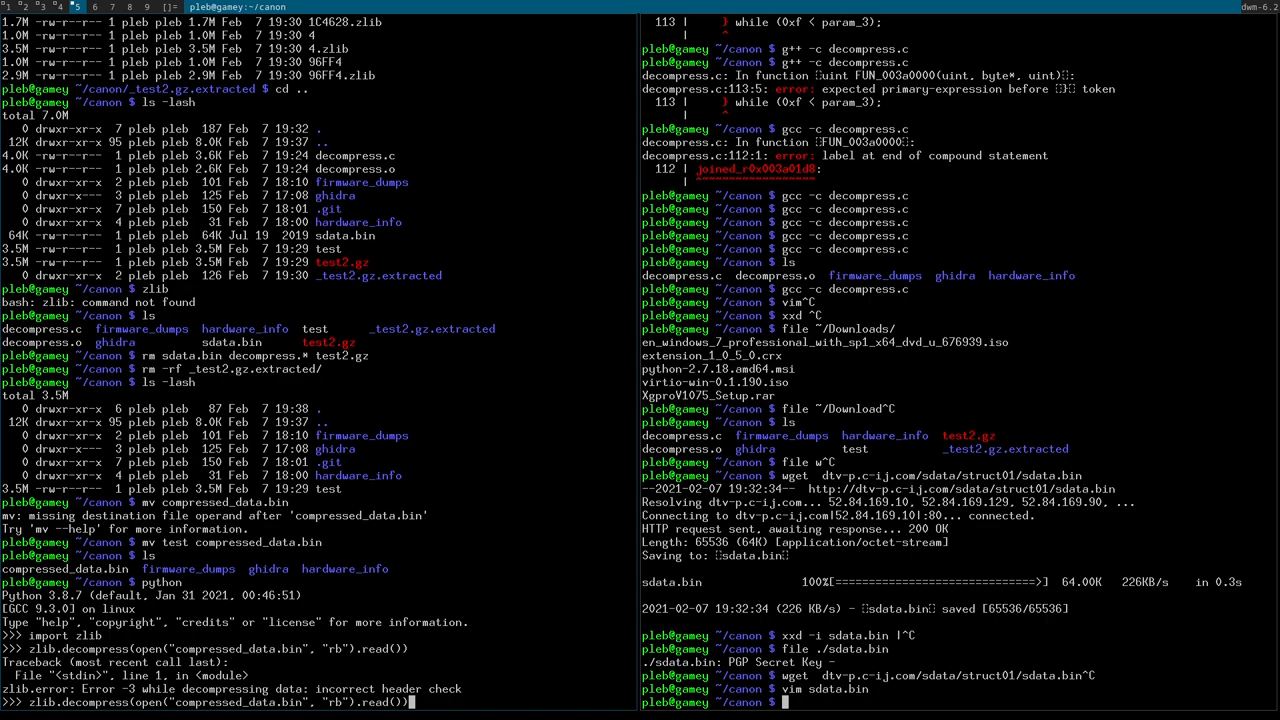 1 2 3 4 5 6 7 8 9 []= pleb@gamey:~/canon dwm-6.2
1.7M -rw-r--r-- 1 pleb pleb 1.7M Feb  7 19:30 1C4628.zlib
1.0M -rw-r--r-- 1 pleb pleb 1.0M Feb  7 19:30 4
3.5M -rw-r--r-- 1 pleb pleb 3.5M Feb  7 19:30 4.zlib
1.0M -rw-r--r-- 1 pleb pleb 1.0M Feb  7 19:30 96FF4
2.9M -rw-r--r-- 1 pleb pleb 2.9M Feb  7 19:30 96FF4.zlib
pleb@gamey ~/canon/_test2.gz.extracted $ cd ..
pleb@gamey ~/canon $ ls -lash
total 7.0M
   0 drwxr-xr-x  7 pleb pleb  187 Feb  7 19:32 .
 12K drwxr-xr-x 95 pleb pleb 8.0K Feb  7 19:37 ..
4.0K -rw-r--r--  1 pleb pleb 3.6K Feb  7 19:24 decompress.c
4.0K -rw-r--r--  1 pleb pleb 2.6K Feb  7 19:24 decompress.o
   0 drwxr-xr-x  2 pleb pleb  101 Feb  7 18:10 firmware_dumps
   0 drwxr-xr-x  3 pleb pleb  125 Feb  7 17:08 ghidra
   0 drwxr-xr-x  7 pleb pleb  150 Feb  7 18:01 .git
   0 drwxr-xr-x  4 pleb pleb   31 Feb  7 18:00 hardware_info
 64K -rw-r--r--  1 pleb pleb  64K Jul 19  2019 sdata.bin
3.5M -rw-r--r--  1 pleb pleb 3.5M Feb  7 19:29 test
3.5M -rw-r--r--  1 pleb pleb 3.5M Feb  7 19:29 test2.gz
   0 drwxr-xr-x  2 pleb pleb  126 Feb  7 19:30 _test2.gz.extracted
pleb@gamey ~/canon $ zlib
bash: zlib: command not found
pleb@gamey ~/canon $ ls
decompress.c  firmware_dumps  hardware_info  test      _test2.gz.extracted
decompress.o  ghidra          sdata.bin      test2.gz
pleb@gamey ~/canon $ rm sdata.bin decompress.* test2.gz
pleb@gamey ~/canon $ rm -rf _test2.gz.extracted/
pleb@gamey ~/canon $ ls -lash
total 3.5M
   0 drwxr-xr-x  6 pleb pleb   87 Feb  7 19:38 .
 12K drwxr-xr-x 95 pleb pleb 8.0K Feb  7 19:37 ..
   0 drwxr-xr-x  2 pleb pleb  101 Feb  7 18:10 firmware_dumps
   0 drwxr-xr-x  3 pleb pleb  125 Feb  7 17:08 ghidra
   0 drwxr-xr-x  7 pleb pleb  150 Feb  7 18:01 .git
   0 drwxr-xr-x  4 pleb pleb   31 Feb  7 18:00 hardware_info
3.5M -rw-r--r--  1 pleb pleb 3.5M Feb  7 19:29 test
pleb@gamey ~/canon $ mv compressed_data.bin
mv: missing destination file operand after 'compressed_data.bin'
Try 'mv --help' for more information.
pleb@gamey ~/canon $ mv test compressed_data.bin
pleb@gamey ~/canon $ ls
compressed_data.bin  firmware_dumps  ghidra  hardware_info
pleb@gamey ~/canon $ python
Python 3.8.7 (default, Jan 31 2021, 00:46:51)
[GCC 9.3.0] on linux
Type "help", "copyright", "credits" or "license" for more information.
>>> import zlib
>>> zlib.decompress(open("compressed_data.bin", "rb").read())
Traceback (most recent call last):
  File "<stdin>", line 1, in <module>
zlib.error: Error -3 while decompressing data: incorrect header check
>>> zlib.decompress(open("compressed_data.bin", "rb").read())
  113 |     } while (0xf < param_3);
      |     ^
pleb@gamey ~/canon $ g++ -c decompress.c
pleb@gamey ~/canon $ g++ -c decompress.c
decompress.c: In function uint FUN_003a0000(uint, byte*, uint):
decompress.c:113:5: error: expected primary-expression before } token
  113 |     } while (0xf < param_3);
      |     ^
pleb@gamey ~/canon $ gcc -c decompress.c
decompress.c: In function FUN_003a0000:
decompress.c:112:1: error: label at end of compound statement
  112 | joined_r0x003a01d8:
      | ^~~~~~~~~~~~~~~~~~
pleb@gamey ~/canon $ gcc -c decompress.c
pleb@gamey ~/canon $ gcc -c decompress.c
pleb@gamey ~/canon $ gcc -c decompress.c
pleb@gamey ~/canon $ gcc -c decompress.c
pleb@gamey ~/canon $ gcc -c decompress.c
pleb@gamey ~/canon $ ls
decompress.c  decompress.o  firmware_dumps  ghidra  hardware_info
pleb@gamey ~/canon $ gcc -c decompress.c
pleb@gamey ~/canon $ vim^C
pleb@gamey ~/canon $ xxd ^C
pleb@gamey ~/canon $ file ~/Downloads/
en_windows_7_professional_with_sp1_x64_dvd_u_676939.iso
extension_1_0_5_0.crx
python-2.7.18.amd64.msi
virtio-win-0.1.190.iso
XgproV1075_Setup.rar
pleb@gamey ~/canon $ file ~/Download^C
pleb@gamey ~/canon $ ls
decompress.c  firmware_dumps  hardware_info  test2.gz
decompress.o  ghidra          test           _test2.gz.extracted
pleb@gamey ~/canon $ file w^C
pleb@gamey ~/canon $ wget  dtv-p.c-ij.com/sdata/struct01/sdata.bin
--2021-02-07 19:32:34--  http://dtv-p.c-ij.com/sdata/struct01/sdata.bin
Resolving dtv-p.c-ij.com... 52.84.169.10, 52.84.169.129, 52.84.169.90, ...
Connecting to dtv-p.c-ij.com|52.84.169.10|:80... connected.
HTTP request sent, awaiting response... 200 OK
Length: 65536 (64K) [application/octet-stream]
Saving to: sdata.bin
sdata.bin               100%[==============================>]  64.00K   226KB/s    in 0.3s
2021-02-07 19:32:34 (226 KB/s) - sdata.bin saved [65536/65536]
pleb@gamey ~/canon $ xxd -i sdata.bin |^C
pleb@gamey ~/canon $ file ./sdata.bin
./sdata.bin: PGP Secret Key -
pleb@gamey ~/canon $ wget  dtv-p.c-ij.com/sdata/struct01/sdata.bin^C
pleb@gamey ~/canon $ vim sdata.bin
pleb@gamey ~/canon $